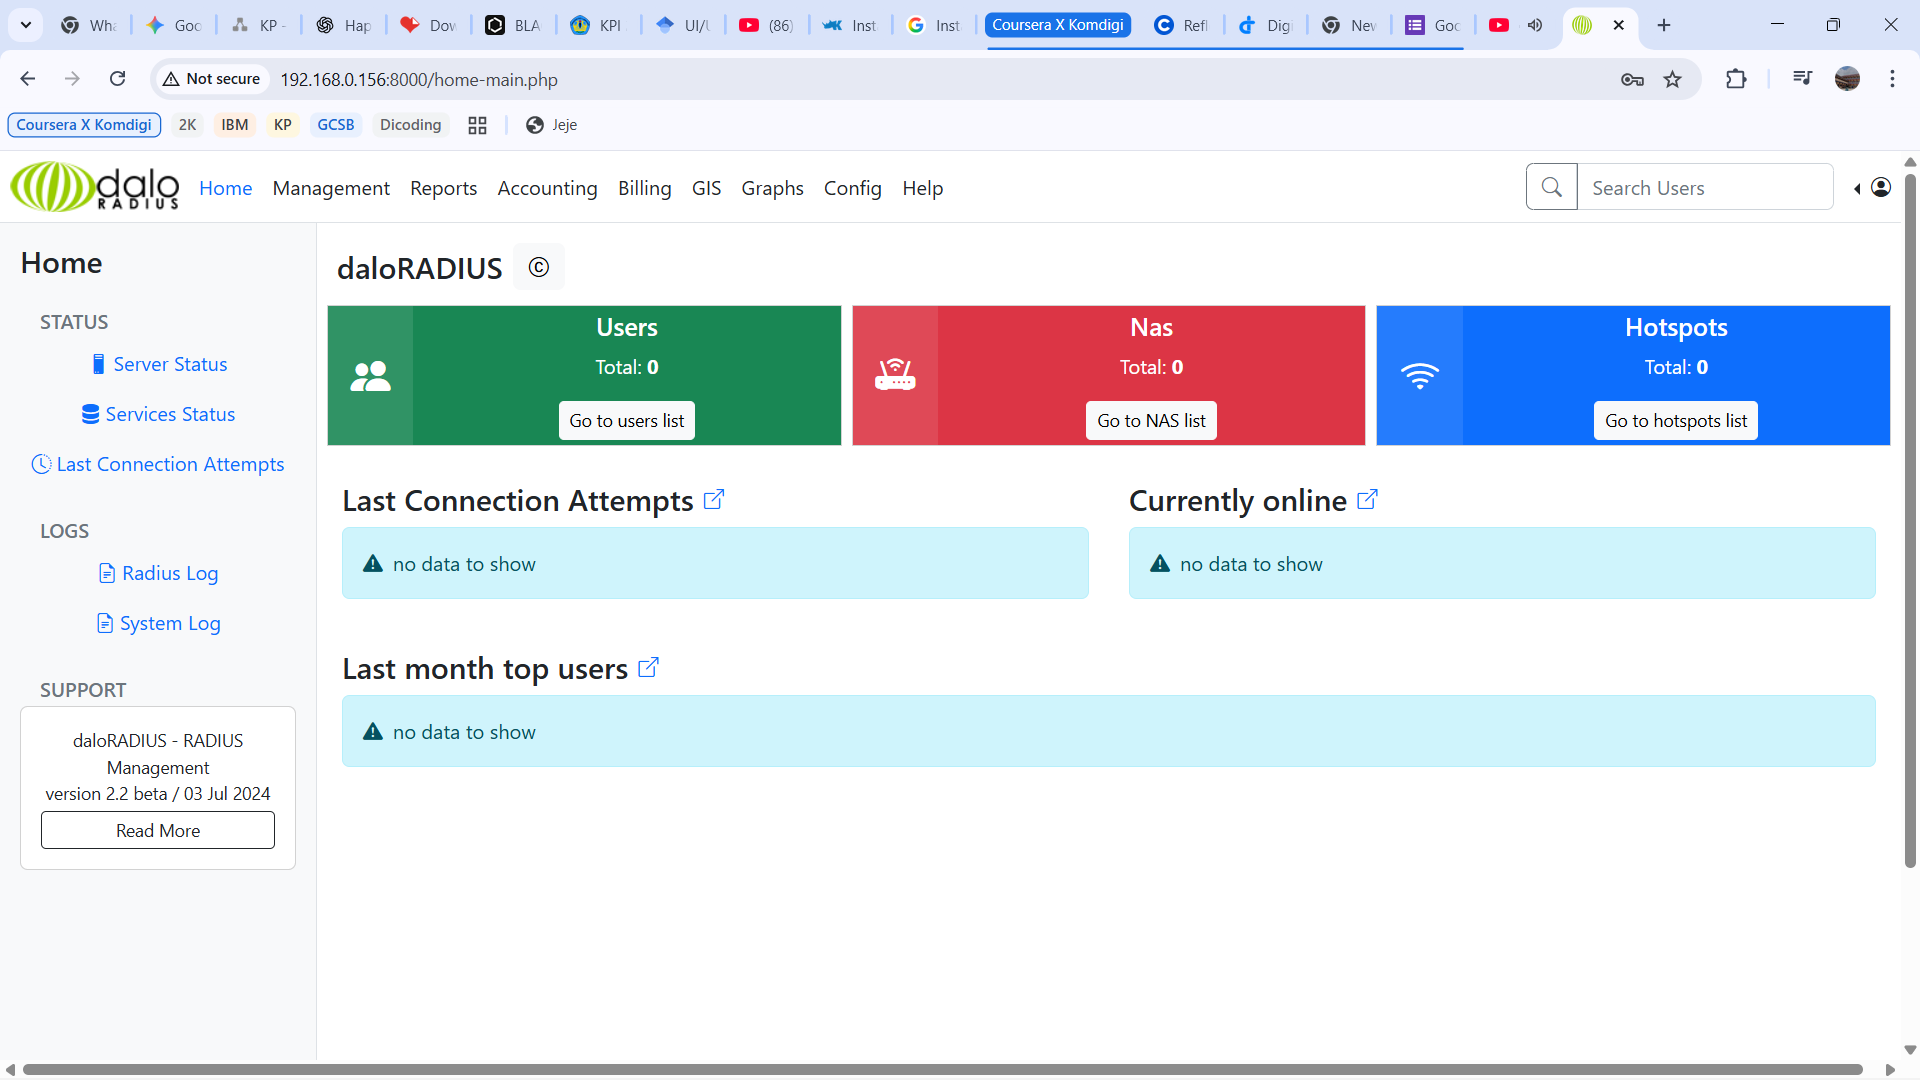 Wha
Goo
KP -
Hap
Dow
BLA
KPI
UI/U
(86)
Inst
Inst
Coursera X Komdigi
Refl
Digi
New
Goo
Not secure
192.168.0.156:8000/home-main.php
Coursera X Komdigi
2K
IBM
KP
GCSB
Dicoding
Jeje
dalo
RADIUS
Home
Management
Reports
Accounting
Billing
GIS
Graphs
Config
Help
Search Users
Home
STATUS
Server Status
Services Status
Last Connection Attempts
LOGS
Radius Log
System Log
SUPPORT
daloRADIUS - RADIUS
Management
version 2.2 beta / 03 Jul 2024
Read More
daloRADIUS ©
Users
Total: 0
Go to users list
Nas
Total: 0
Go to NAS list
Hotspots
Total: 0
Go to hotspots list
Last Connection Attempts
no data to show
Currently online
no data to show
Last month top users
no data to show